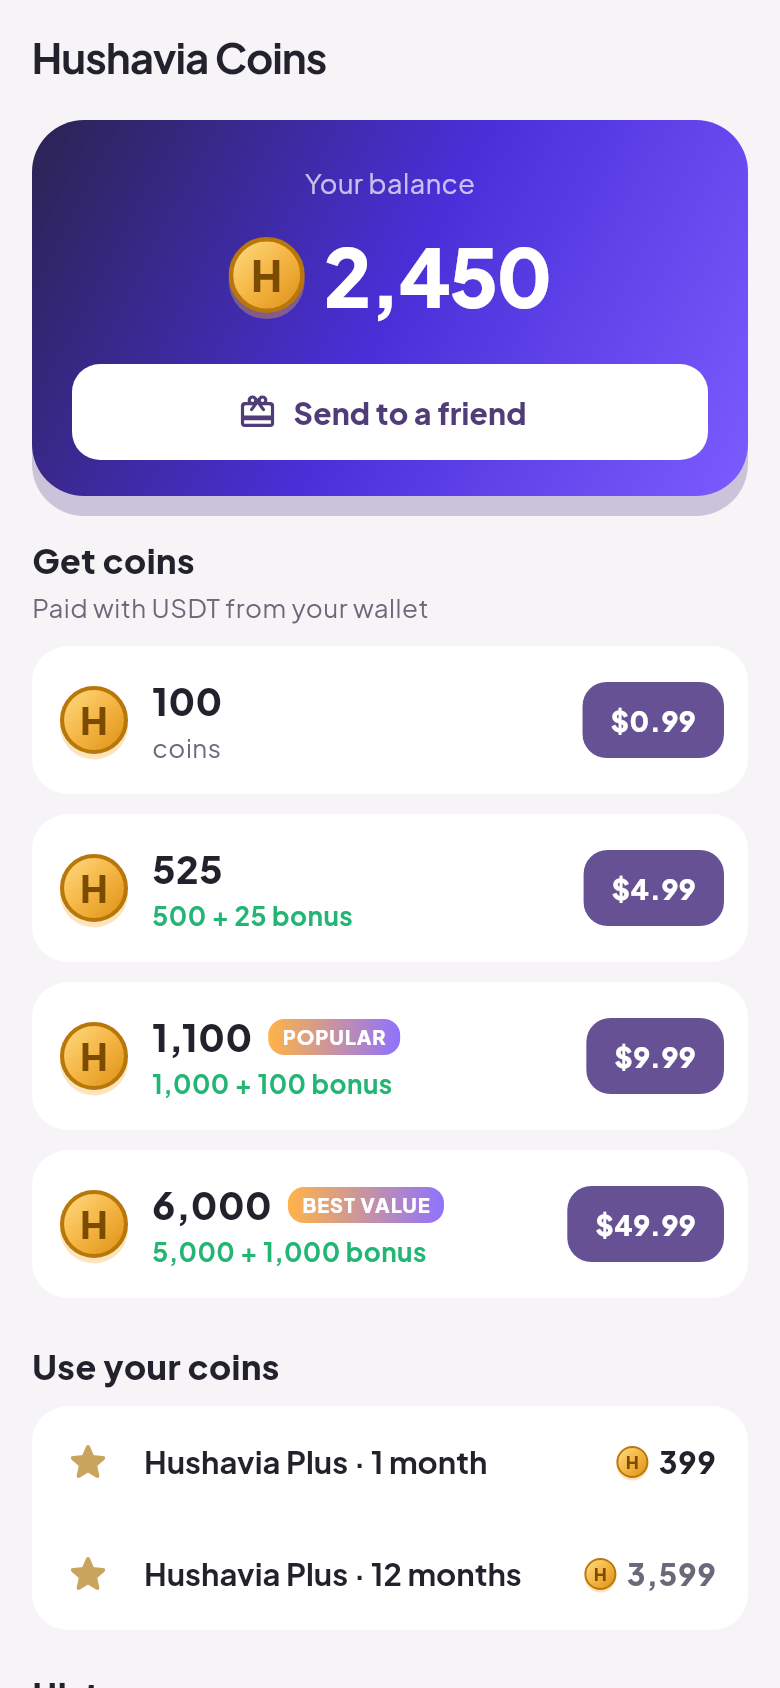 Hushavia Coins
Your balance
H 2,450
Send to a friend
Get coins
Paid with USDT from your wallet
H 100 $0.99
coins
H 525 $4.99
500 + 25 bonus
H 1,100 POPULAR $9.99
1,000 + 100 bonus
H 6,000 BEST VALUE $49.99
5,000 + 1,000 bonus
Use your coins
Hushavia Plus · 1 month H 399
Hushavia Plus · 12 months H 3,599